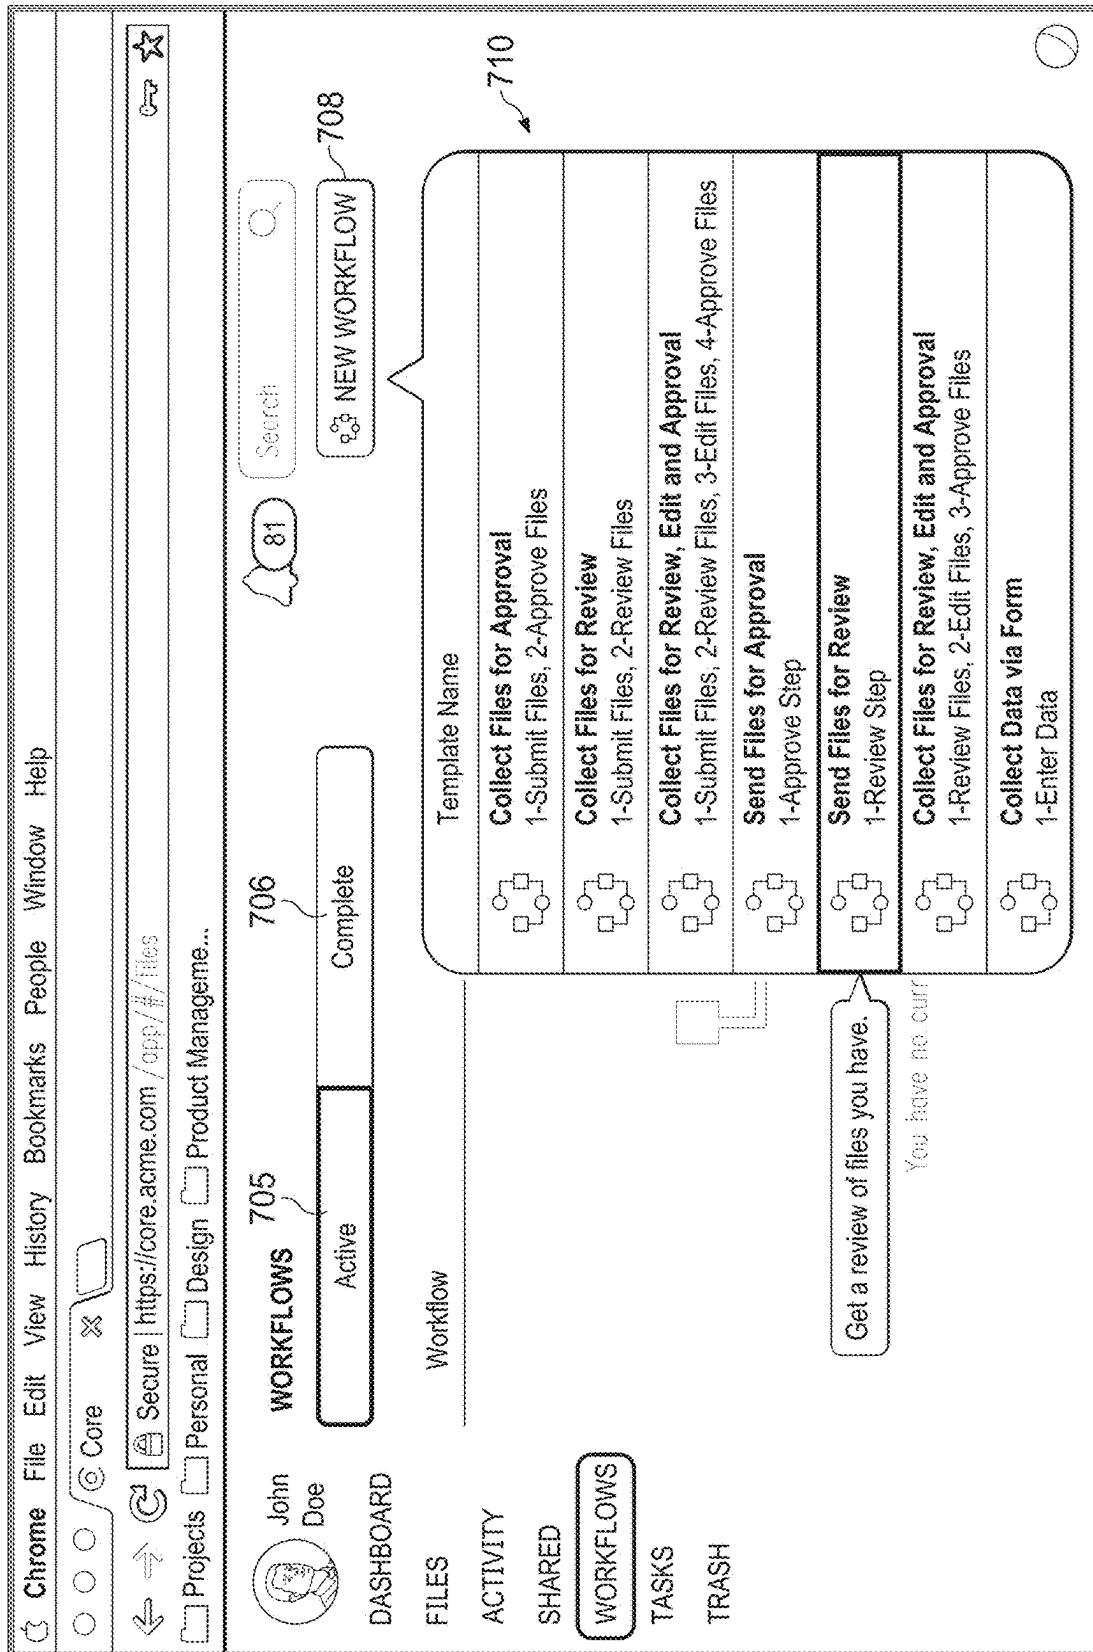 Chrome File Edit View History Bookmarks People Window Help
Core
Secure | https://core.acme.com/app/#/files
Projects Personal Design Product Manageme...
John
Doe
DASHBOARD
FILES
ACTIVITY
SHARED
WORKFLOWS
TASKS
TRASH
WORKFLOWS
705
706
81
Search
Active
Complete
NEW WORKFLOW
708
Workflow
710
Template Name
Collect Files for Approval
1-Submit Files, 2-Approve Files
Collect Files for Review
1-Submit Files, 2-Review Files
Collect Files for Review, Edit and Approval
1-Submit Files, 2-Review Files, 3-Edit Files, 4-Approve Files
Send Files for Approval
1-Approve Step
Send Files for Review
1-Review Step
Get a review of files you have.
Collect Files for Review, Edit and Approval
1-Review Files, 2-Edit Files, 3-Approve Files
You have no curr
Collect Data via Form
1-Enter Data